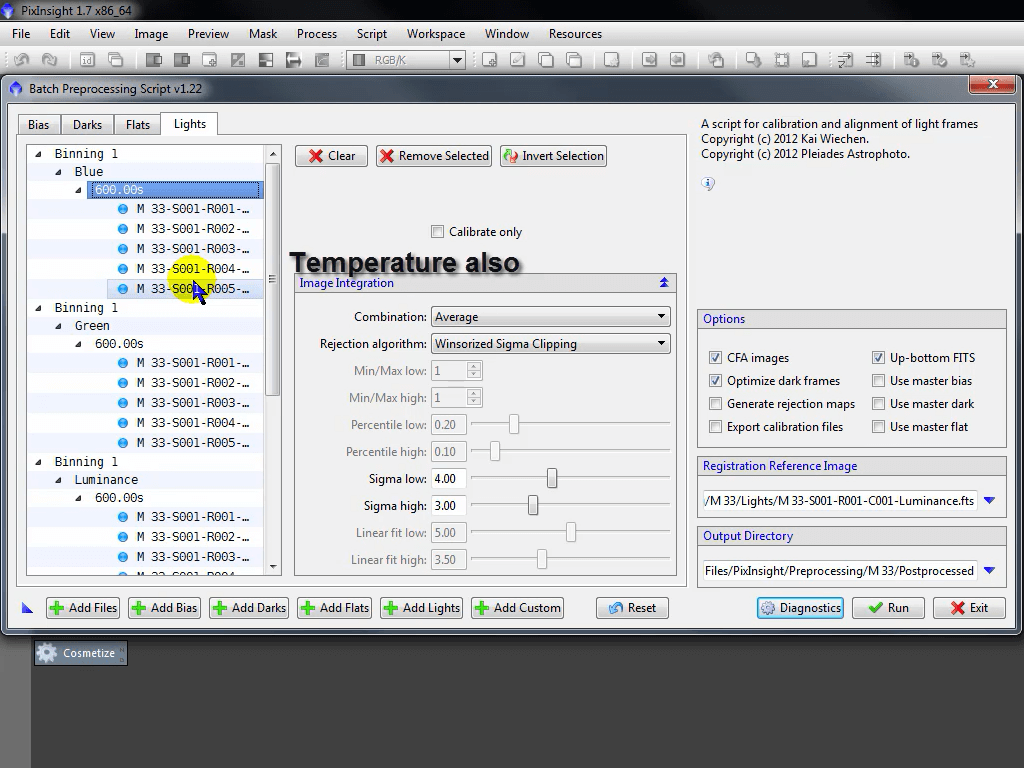 PixInsight 1.7 x86_64
File Edit View Image Preview Mask Process Script Workspace Window Resources
RGB/K
Batch Preprocessing Script v1.22
Bias Darks Flats Lights
Binning 1
Blue
600.00s
M 33-S001-R001-…
M 33-S001-R002-…
M 33-S001-R003-…
M 33-S001-R004-…
M 33-S001-R005-…
Binning 1
Green
600.00s
M 33-S001-R001-…
M 33-S001-R002-…
M 33-S001-R003-…
M 33-S001-R004-…
M 33-S001-R005-…
Binning 1
Luminance
600.00s
M 33-S001-R001-…
M 33-S001-R002-…
M 33-S001-R003-…
M 33-S001-R004-…
Clear Remove Selected Invert Selection
Calibrate only
Temperature also
Image Integration
Combination: Average
Rejection algorithm: Winsorized Sigma Clipping
Min/Max low: 1
Min/Max high: 1
Percentile low: 0.20
Percentile high: 0.10
Sigma low: 4.00
Sigma high: 3.00
Linear fit low: 5.00
Linear fit high: 3.50
A script for calibration and alignment of light frames
Copyright (c) 2012 Kai Wiechen.
Copyright (c) 2012 Pleiades Astrophoto.
Options
CFA images Up-bottom FITS
Optimize dark frames Use master bias
Generate rejection maps Use master dark
Export calibration files Use master flat
Registration Reference Image
/M 33/Lights/M 33-S001-R001-C001-Luminance.fts
Output Directory
Files/PixInsight/Preprocessing/M 33/Postprocessed
Add Files Add Bias Add Darks Add Flats Add Lights Add Custom Reset Diagnostics Run Exit
Cosmetize